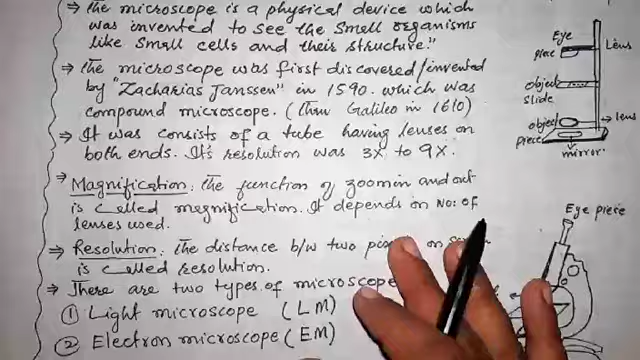 ⇒ the microscope is a physical device which
was invented to see the small organisms
like small cells and their structure."
⇒ the microscope was first discovered/invented
by "Zacharias Janssen" in 1590. which was
compound microscope. (then Galileo in 1610)
⇒ It was consists of a tube having lenses on
both ends. It's resolution was 3X to 9X.
⇒ Magnification: the function of zoomin and out
is called magnification. It depends on No: of
lenses used.
⇒ Resolution: The distance b/w two on
is called resolution.
⇒ There are two types of microscope
① Light microscope (LM)
② Electron microscope (EM)
Eye
piece
Lens
object
slide
object
piece
lens
mirror
Eye piece